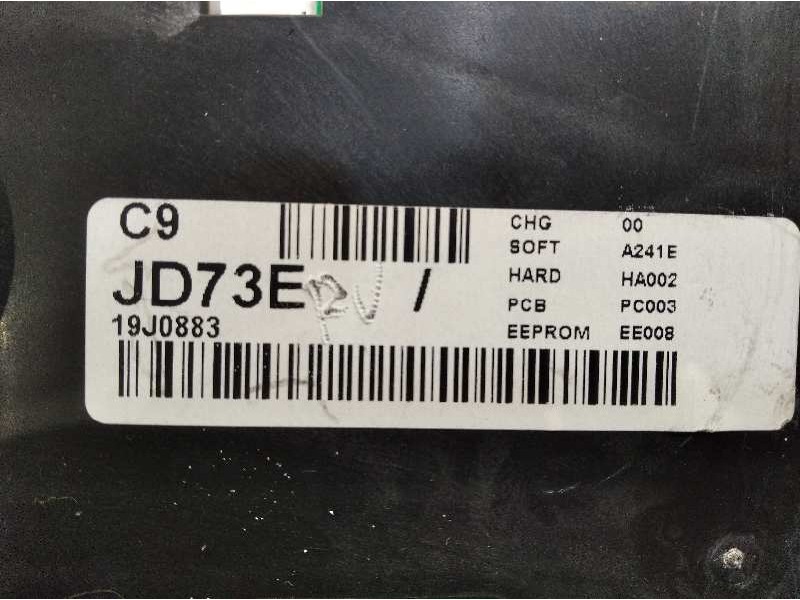 C9
JD73E /
19J0883
CHG 00
SOFT A241E
HARD HA002
PCB PC003
EEPROM EE008